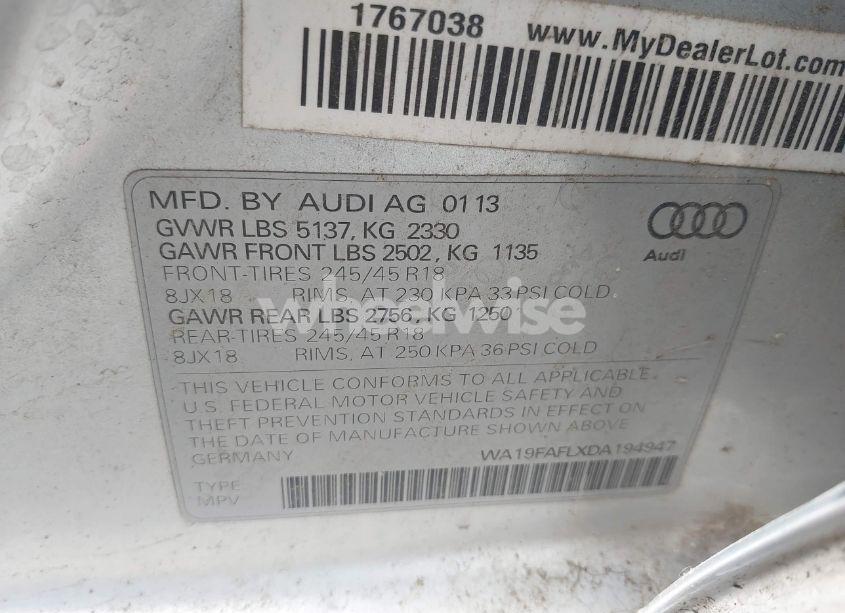 1767038 www.MyDealerLot.com
MFD. BY AUDI AG 01 13
GVWR LBS 5137, KG 2330
GAWR FRONT LBS 2502, KG 1135
FRONT-TIRES 245/45 R18
8JX18 RIMS, AT 230 KPA 33 PSI COLD
GAWR REAR LBS 2756, KG 1250
REAR-TIRES 245/45 R18
8JX18 RIMS, AT 250 KPA 36 PSI COLD
Audi
wheelwise
THIS VEHICLE CONFORMS TO ALL APPLICABLE
U.S. FEDERAL MOTOR VEHICLE SAFETY AND
THEFT PREVENTION STANDARDS IN EFFECT ON
THE DATE OF MANUFACTURE SHOWN ABOVE
GERMANY WA19FAFLXDA194947
TYPE
MPV